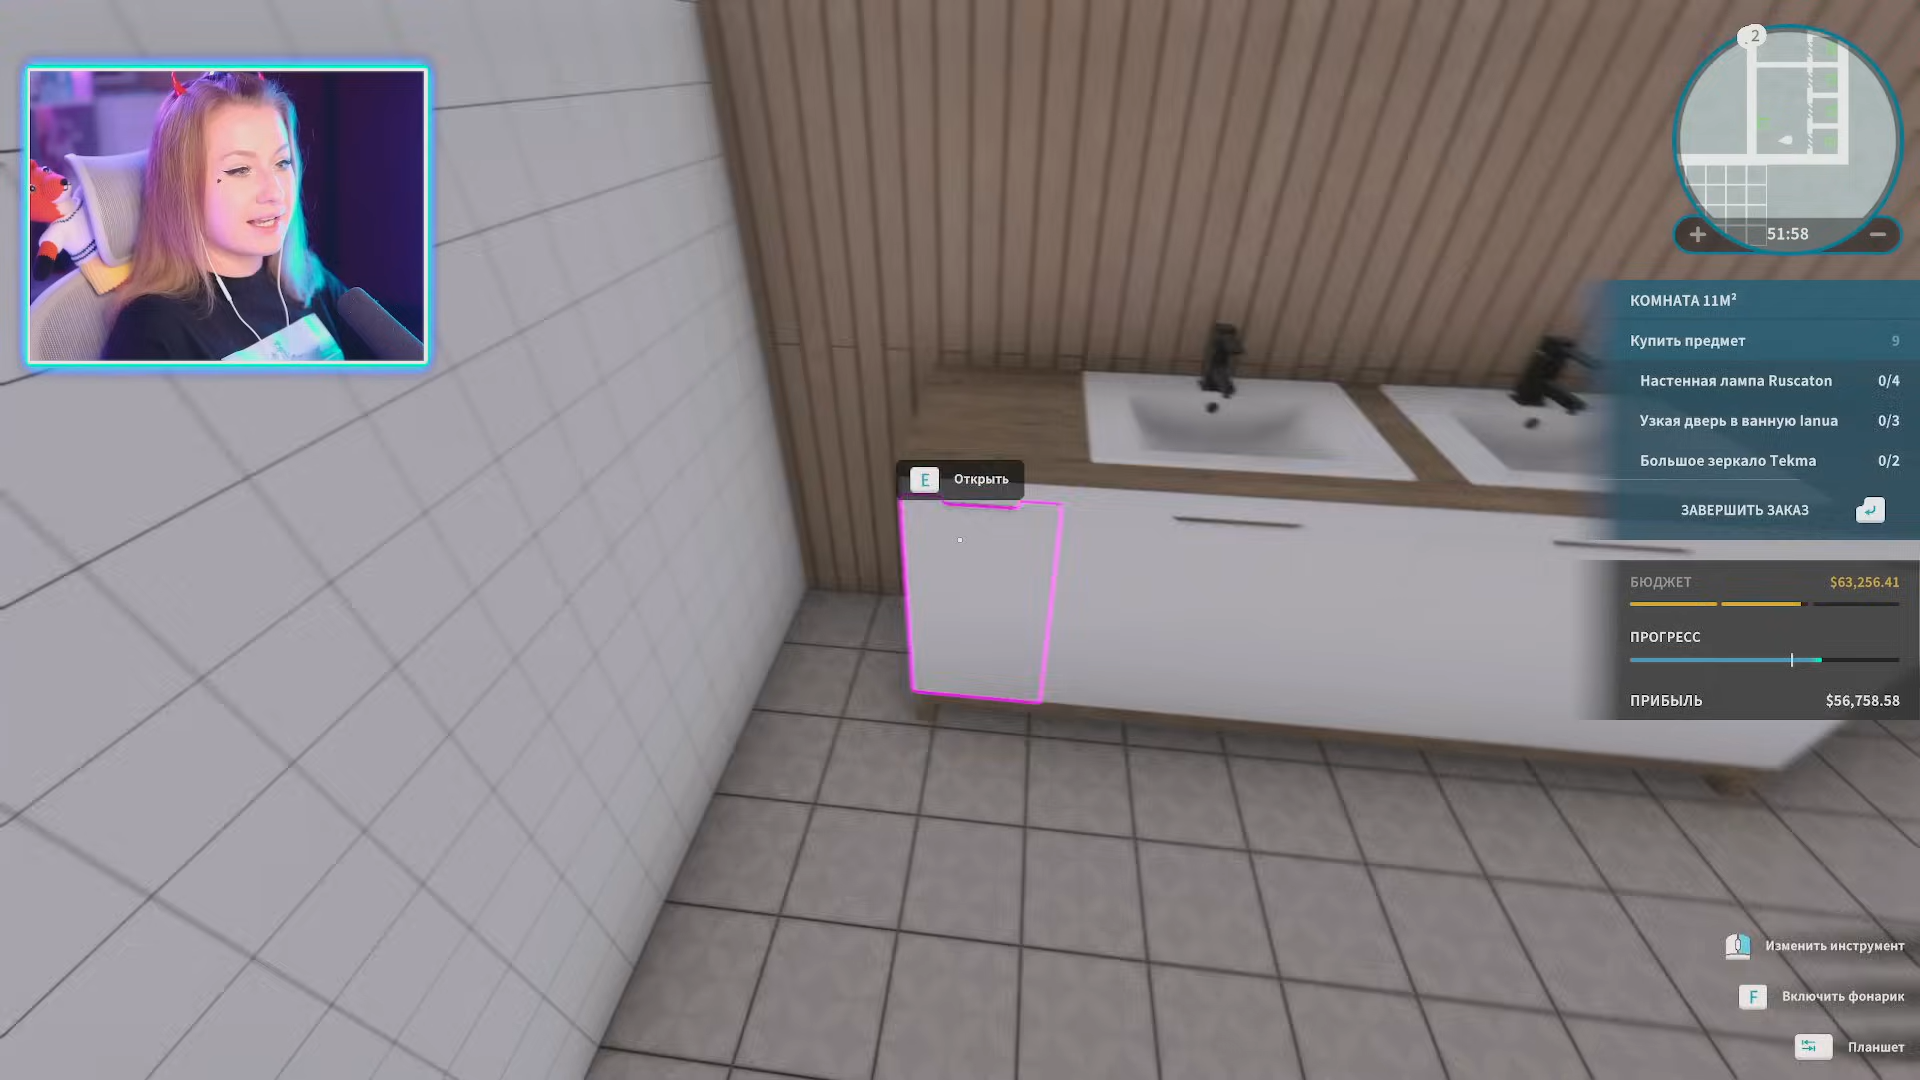 2
51:58
КОМНАТА 11М²
Купить предмет 9
Настенная лампа Ruscaton 0/4
Узкая дверь в ванную Ianua 0/3
Большое зеркало Tekma 0/2
ЗАВЕРШИТЬ ЗАКАЗ
E Открыть
БЮДЖЕТ $63,256.41
ПРОГРЕСС
ПРИБЫЛЬ $56,758.58
Изменить инструмент
F Включить фонарик
Планшет